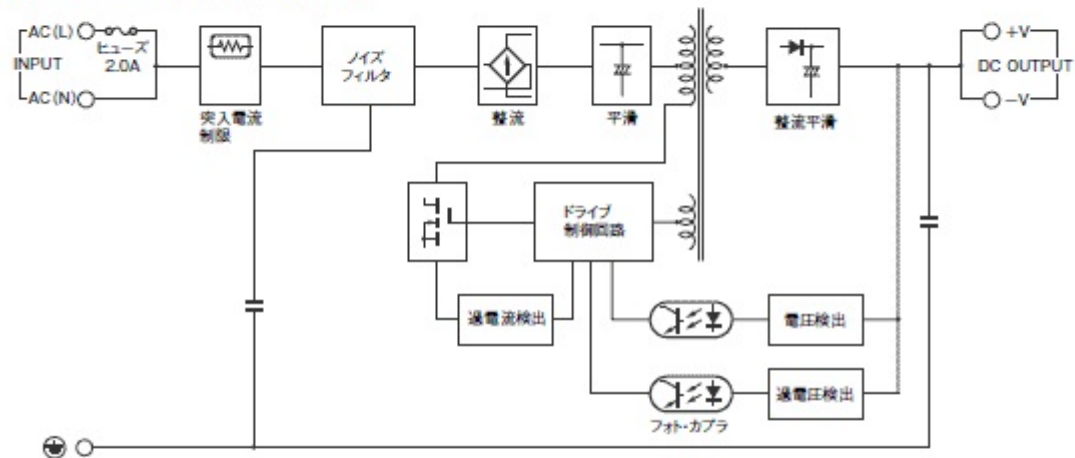 AC(L)
ヒューズ
2.0A
INPUT
AC(N)
突入電流
制限
ノイズ
フィルタ
整流
平滑
整流平滑
+V
DC OUTPUT
−V
ドライブ
制御回路
過電流検出
電圧検出
過電圧検出
フォト・カプラ